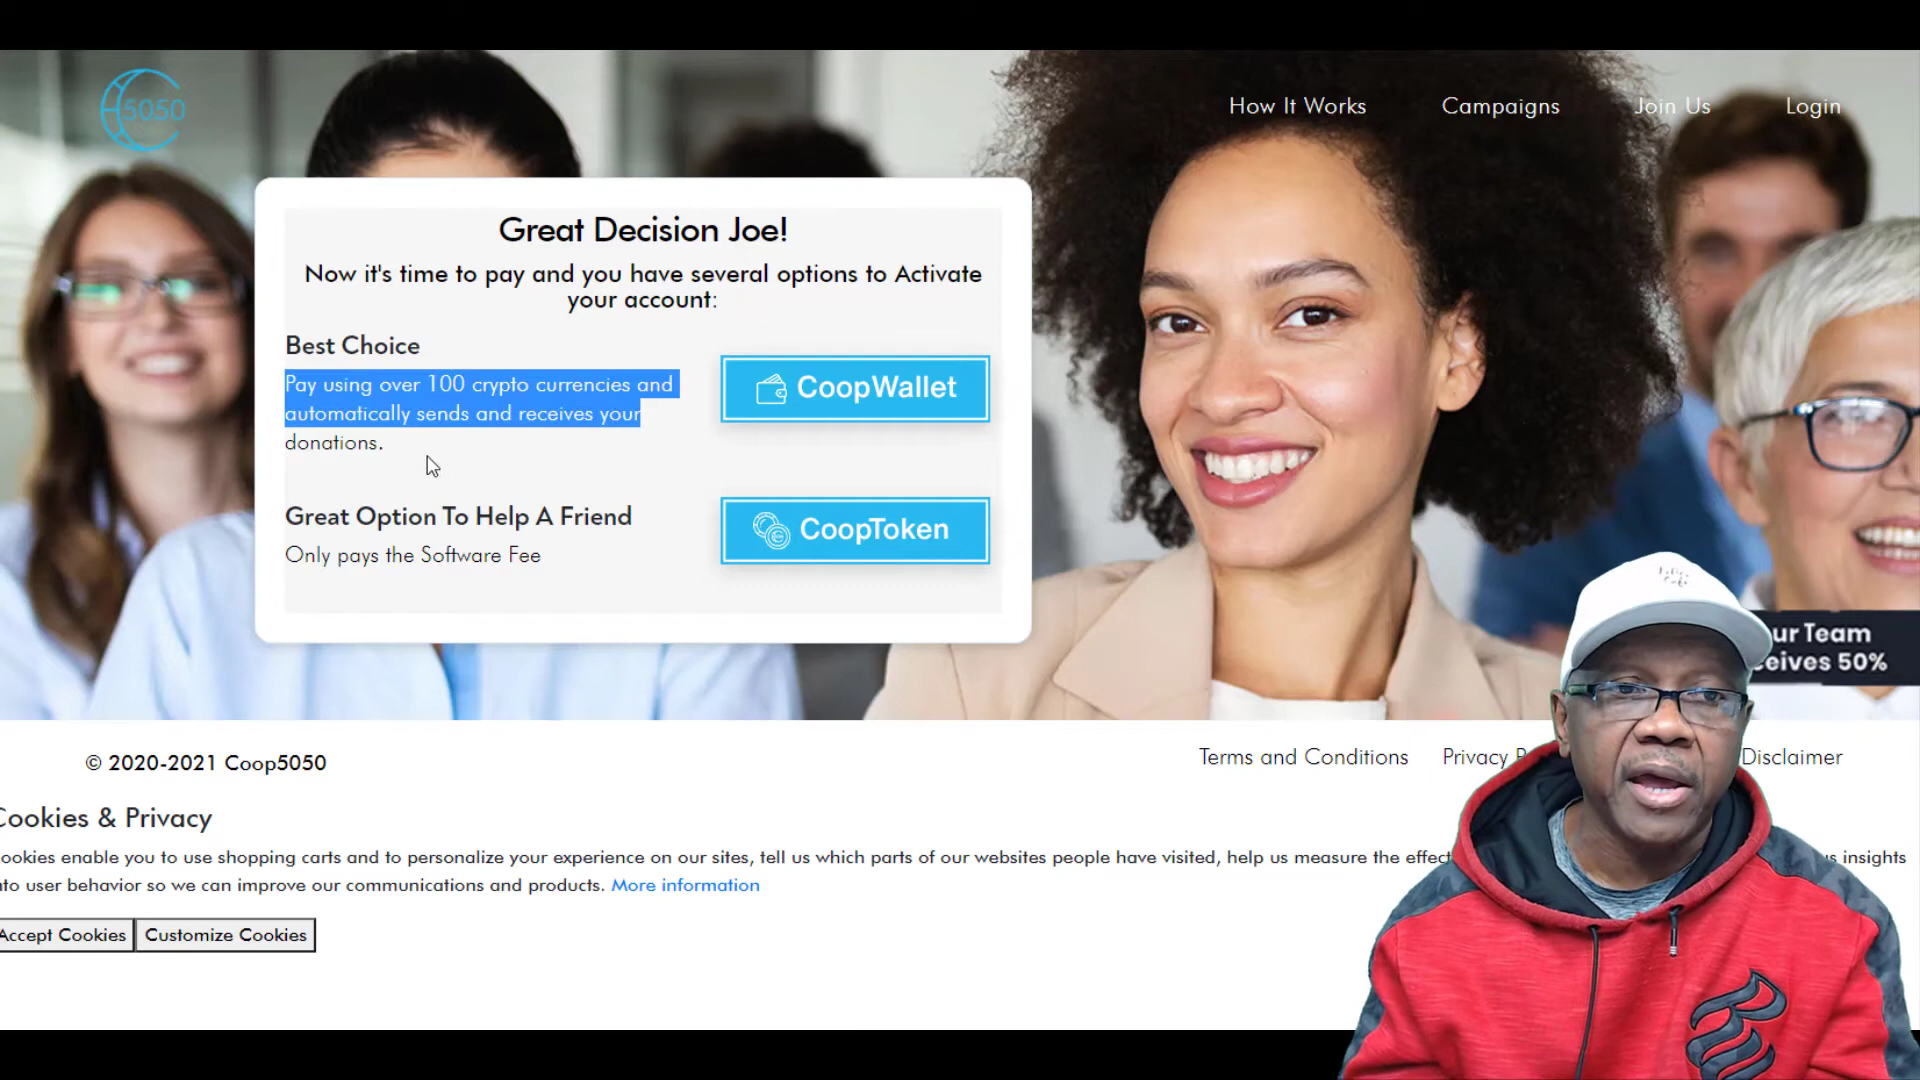 5050
How It Works
Campaigns
Join Us
Login
Great Decision Joe!
Now it's time to pay and you have several options to Activate
your account:
Best Choice
Pay using over 100 crypto currencies and
automatically sends and receives your
donations.
CoopWallet
Great Option To Help A Friend
Only pays the Software Fee
CoopToken
ur Team
eives 50%
© 2020-2021 Coop5050
Terms and Conditions
Privacy P
Disclaimer
Cookies & Privacy
ookies enable you to use shopping carts and to personalize your experience on our sites, tell us which parts of our websites people have visited, help us measure the effect
s insights
nto user behavior so we can improve our communications and products. More information
Accept Cookies
Customize Cookies